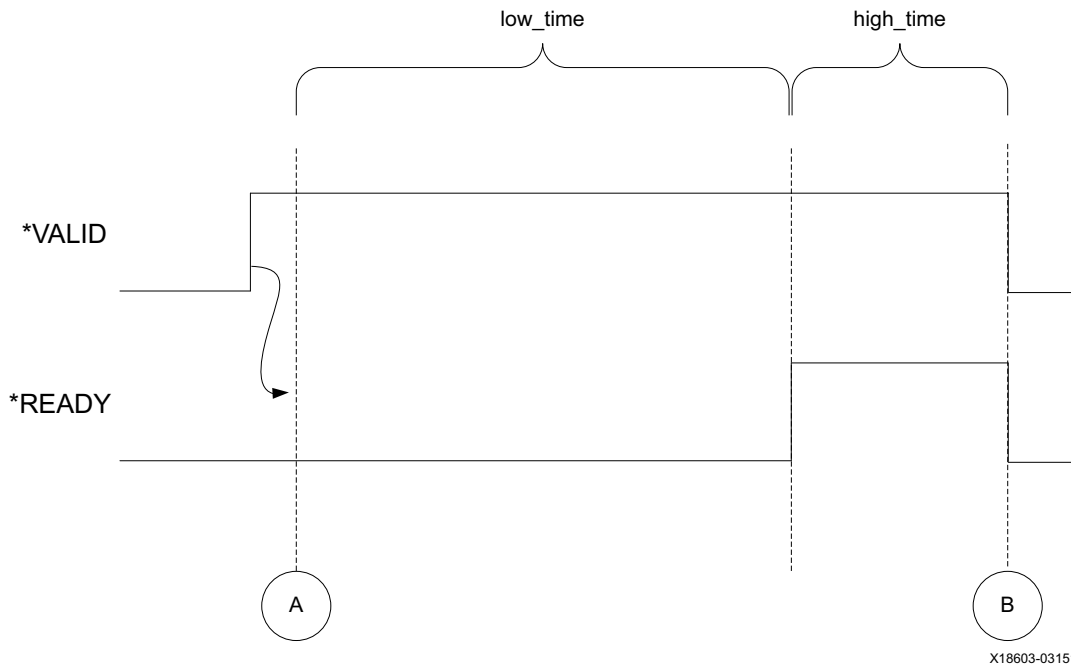 low_time
high_time
*VALID
*READY
A
B
X18603-0315